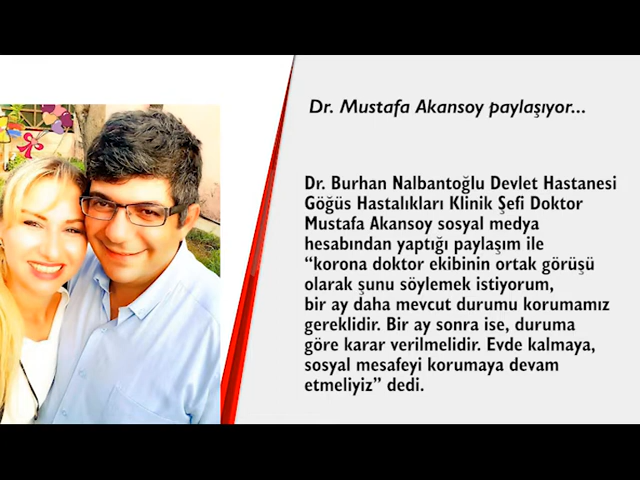 Dr. Mustafa Akansoy paylaşıyor...
Dr. Burhan Nalbantoğlu Devlet Hastanesi
Göğüs Hastalıkları Klinik Şefi Doktor
Mustafa Akansoy sosyal medya
hesabından yaptığı paylaşım ile
“korona doktor ekibinin ortak görüşü
olarak şunu söylemek istiyorum,
bir ay daha mevcut durumu korumamız
gereklidir. Bir ay sonra ise, duruma
göre karar verilmelidir. Evde kalmaya,
sosyal mesafeyi korumaya devam
etmeliyiz” dedi.